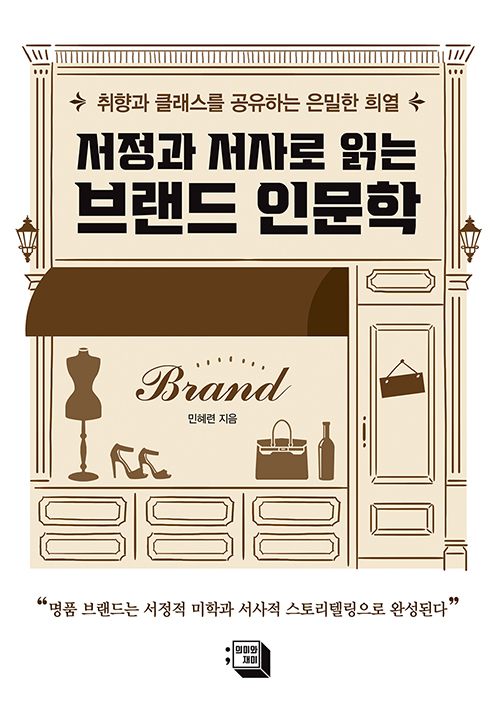 취향과 클래스를 공유하는 은밀한 희열
서정과 서사로 읽는
브랜드 인문학
Brand
민혜련 지음
“명품 브랜드는 서정적 미학과 서사적 스토리텔링으로 완성된다”
의미와
재미